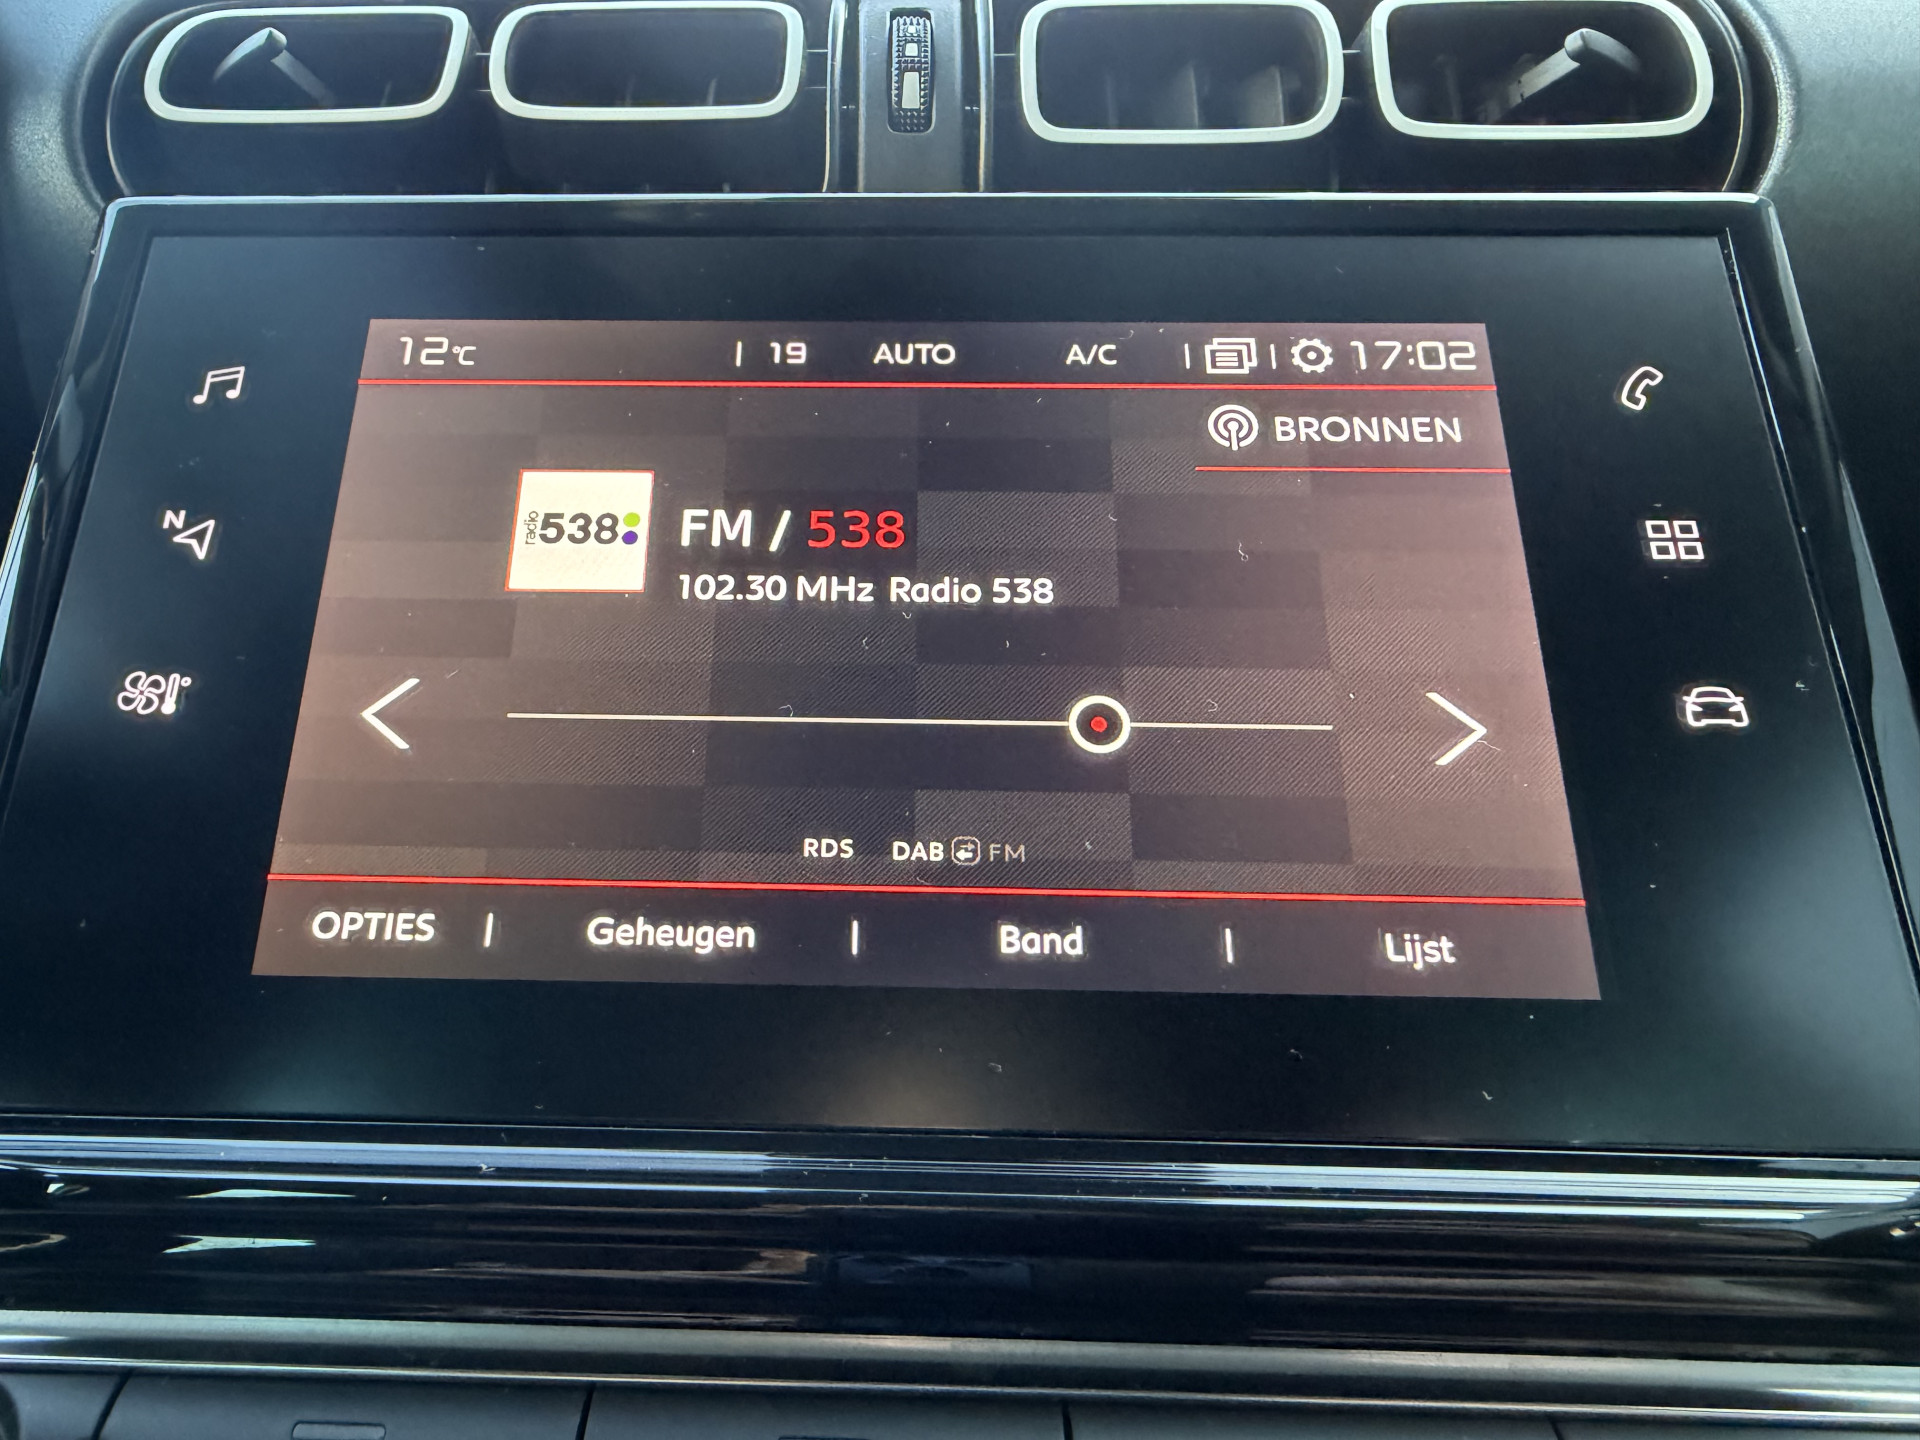 12°C | 19 AUTO A/C | | 17:02
BRONNEN
radio 538
FM / 538
102.30 MHz Radio 538
N
RDS DAB FM
OPTIES | Geheugen | Band | Lijst